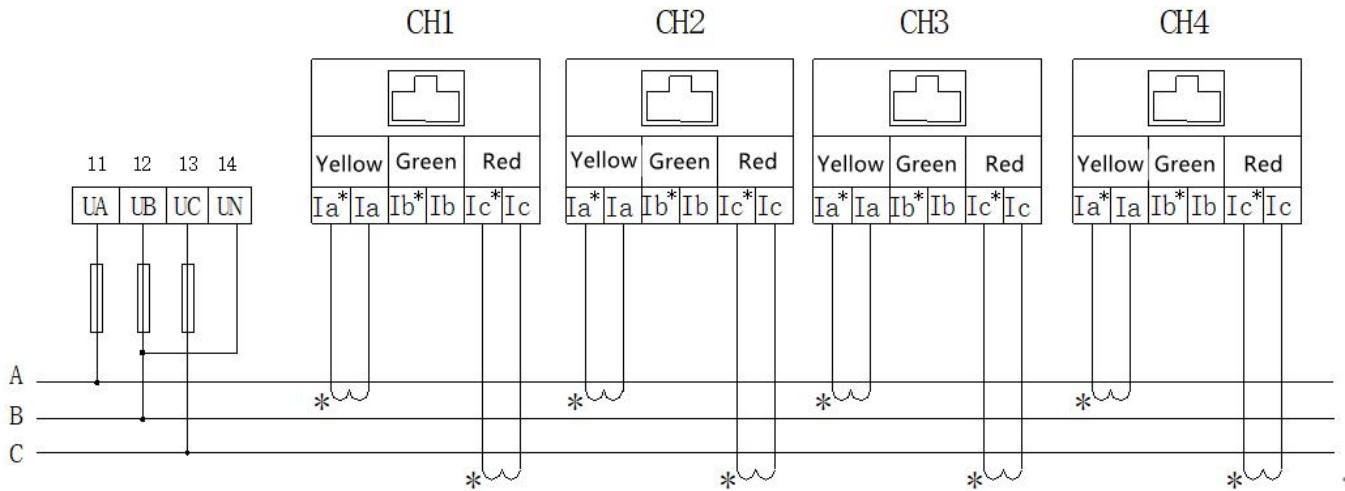 CH1 CH2 CH3 CH4
Yellow Green Red Yellow Green Red Yellow Green Red Yellow Green Red
11 12 13 14
UA UB UC UN
Ia* Ia Ib* Ib Ic* Ic Ia* Ia Ib* Ib Ic* Ic Ia* Ia Ib* Ib Ic* Ic Ia* Ia Ib* Ib Ic* Ic
A
* * * *
B
C
* * * *